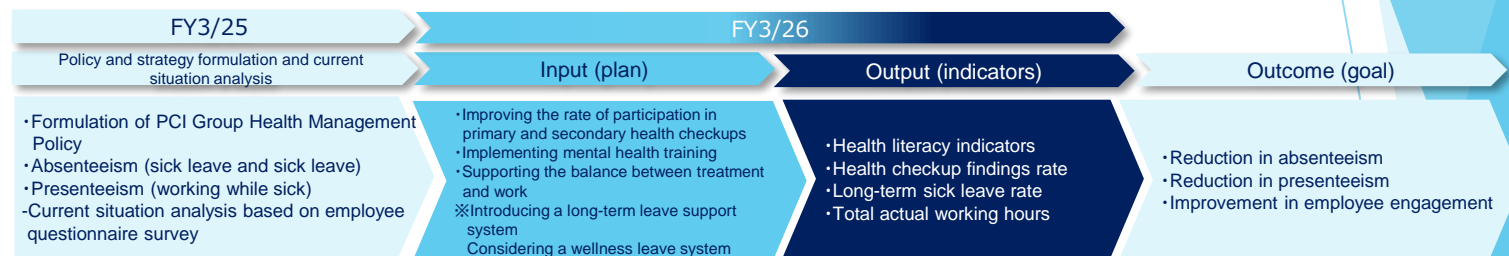 FY3/25
FY3/26
Policy and strategy formulation and current
situation analysis
Input (plan)
Output (indicators)
Outcome (goal)
・Formulation of PCI Group Health Management
Policy
・Absenteeism (sick leave and sick leave)
・Presenteeism (working while sick)
-Current situation analysis based on employee
questionnaire survey
・Improving the rate of participation in
primary and secondary health checkups
・Implementing mental health training
・Supporting the balance between treatment
and work
※Introducing a long-term leave support
system
Considering a wellness leave system
・Health literacy indicators
・Health checkup findings rate
・Long-term sick leave rate
・Total actual working hours
・Reduction in absenteeism
・Reduction in presenteeism
・Improvement in employee engagement